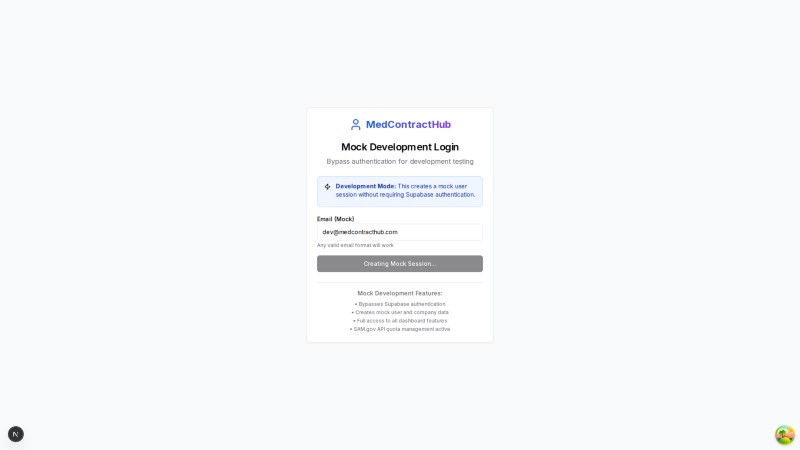 MedContractHub
Mock Development Login
Bypass authentication for development testing
Development Mode: This creates a mock user
session without requiring Supabase authentication.
Email (Mock)
dev@medcontracthub.com
Any valid email format will work
Creating Mock Session...
Mock Development Features:
• Bypasses Supabase authentication
• Creates mock user and company data
• Full access to all dashboard features
• SAM.gov API quota management active
N